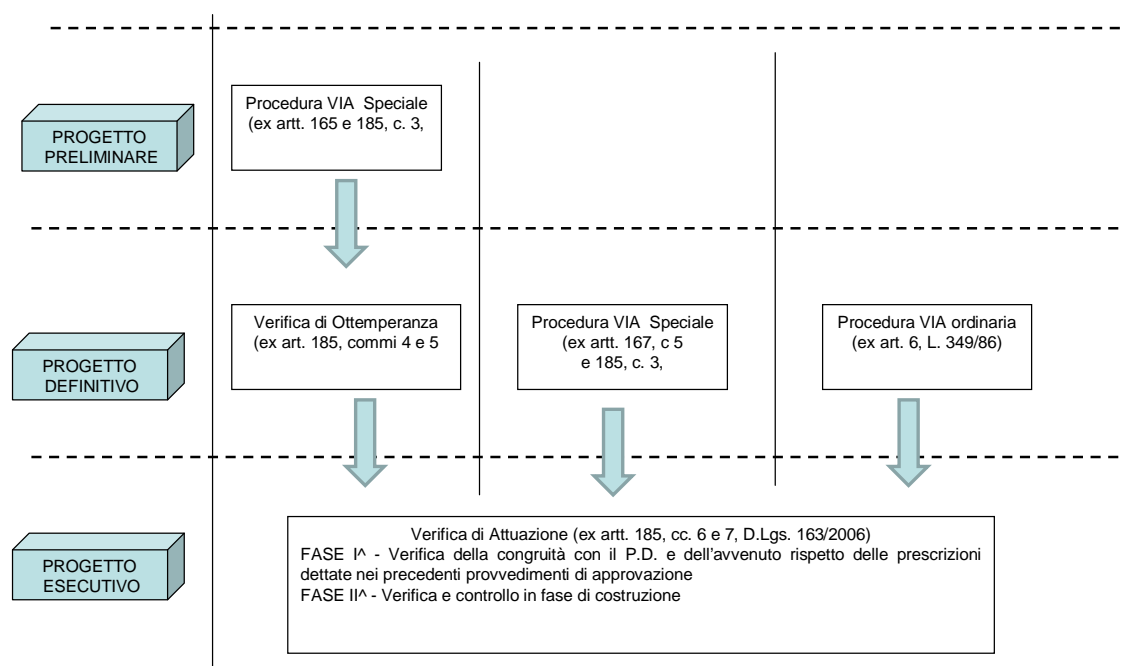 PROGETTO
PRELIMINARE
Procedura VIA  Speciale
(ex artt. 165 e 185, c. 3,
PROGETTO
DEFINITIVO
Verifica di Ottemperanza
(ex art. 185, commi 4 e 5
Procedura VIA  Speciale
(ex art. 167, c 5
e 185, c. 3,
Procedura VIA ordinaria
(ex art. 6, L. 349/86)
PROGETTO
ESECUTIVO
Verifica di Attuazione (ex artt. 185, cc. 6 e 7, D.Lgs. 163/2006)
FASE I^ - Verifica della congruità con il P.D. e dell'avvenuto rispetto delle prescrizioni
dettate nei precedenti provvedimenti di approvazione
FASE II^ - Verifica e controllo in fase di costruzione